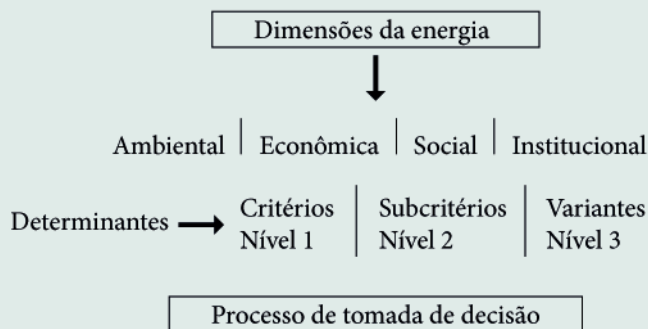 Dimensões da energia
Ambiental Econômica Social Institucional
Determinantes Critérios Subcritérios Variantes
Nível 1 Nível 2 Nível 3
Processo de tomada de decisão